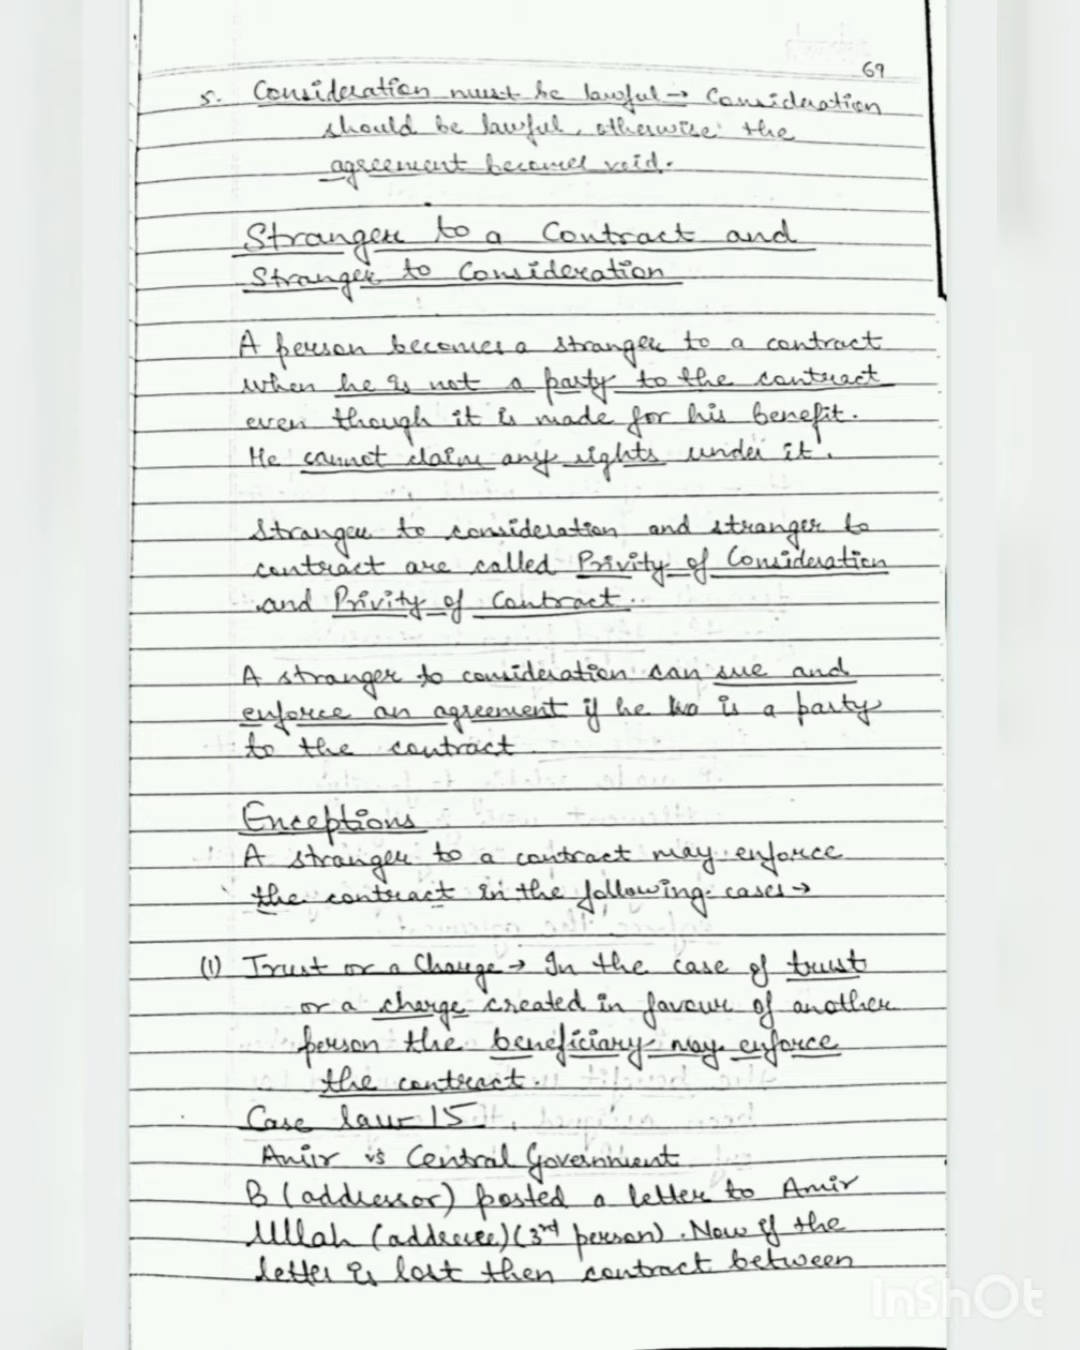 69
5. Consideration must be lawful → Consideration
should be lawful, otherwise the
agreement becomes void.
Stranger to a Contract and
Stranger to Consideration
A person becomes a stranger to a contract
when he is not a party to the contract
even though it is made for his benefit.
He cannot claim any rights under it.
Stranger to consideration and stranger to
contract are called Privity of Consideration
and Privity of Contract.
A stranger to consideration can sue and
enforce an agreement if he is a party
to the contract.
Exceptions
A stranger to a contract may enforce
the contract in the following cases →
(1) Trust or a Charge → In the case of trust
or a charge created in favour of another
person the beneficiary may enforce
the contract.
Case law 15
Amir vs Central Government
B (addressor) posted a letter to Amir
Ullah (addressee) (3rd person). Now if the
letter is lost then contract between
InShOt